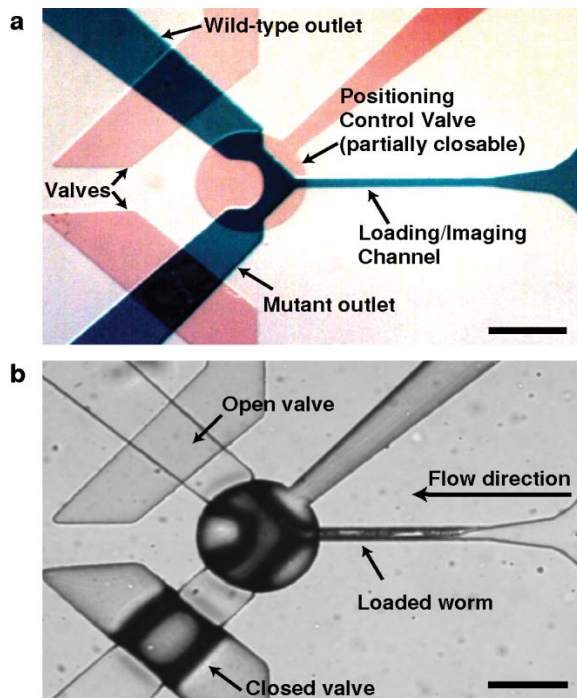 a
Wild-type outlet
Positioning
Control Valve
(partially closable)
Valves
Loading/Imaging
Channel
Mutant outlet
b
Open valve
Flow direction
Loaded worm
Closed valve